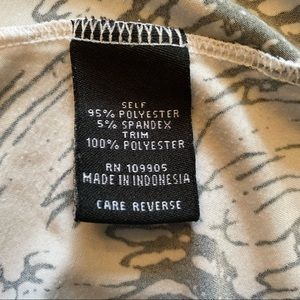 SELF
95% POLYESTER
5% SPANDEX
TRIM
100% POLYESTER
RN 109905
MADE IN INDONESIA
CARE REVERSE